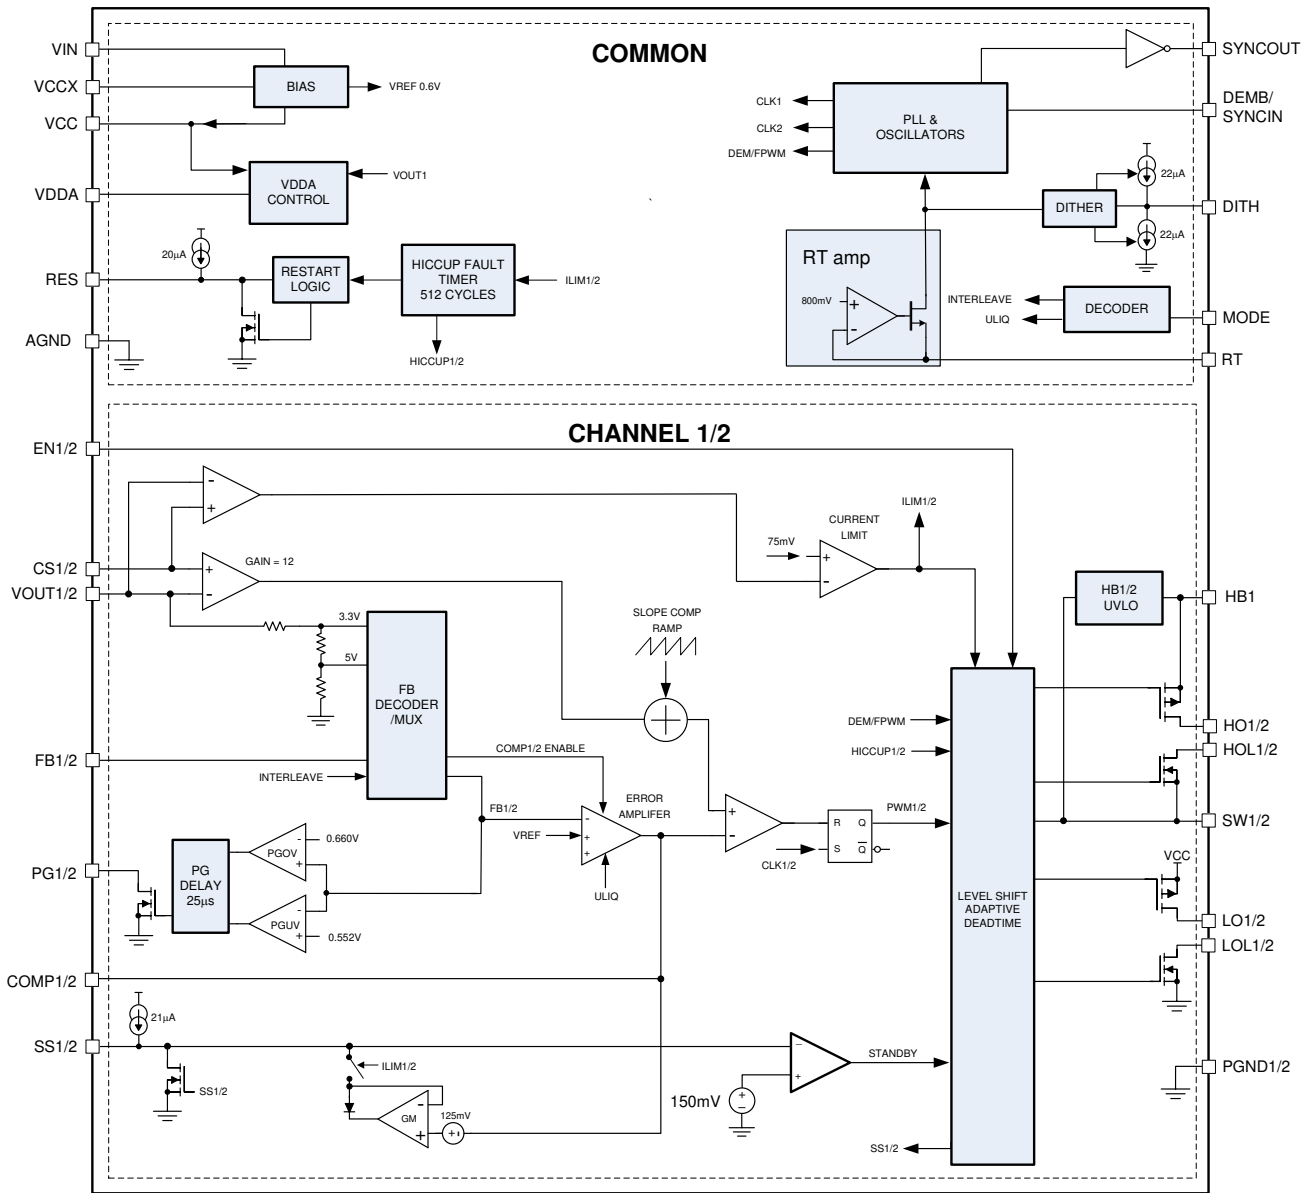 COMMON
VIN
VCCX
VCC
VDDA
RES
AGND
BIAS
VREF 0.6V
VDDA
CONTROL
VOUT1
20µA
RESTART
LOGIC
HICCUP FAULT
TIMER
512 CYCLES
ILIM1/2
HICCUP1/2
CLK1
CLK2
DEM/FPWM
PLL &
OSCILLATORS
SYNCOUT
DEMB/
SYNCIN
22µA
DITHER
DITH
22µA
RT amp
800mV
+
-
INTERLEAVE
ULIQ
DECODER
MODE
RT
CHANNEL 1/2
EN1/2
-
+
CS1/2
VOUT1/2
+
-
GAIN = 12
ILIM1/2
CURRENT
LIMIT
75mV
+
-
3.3V
5V
FB
DECODER
/MUX
SLOPE COMP
RAMP
HB1/2
UVLO
HB1
HO1/2
HOL1/2
SW1/2
FB1/2
INTERLEAVE
COMP1/2 ENABLE
DEM/FPWM
HICCUP1/2
FB1/2
ERROR
AMPLIFER
VREF
-
+
+
ULIQ
+
-
R
Q
S
Q
CLK1/2
PWM1/2
LEVEL SHIFT
ADAPTIVE
DEADTIME
PG1/2
PG
DELAY
25µs
PGOV
-
+
0.660V
PGUV
-
+
0.552V
VCC
LO1/2
LOL1/2
COMP1/2
21µA
SS1/2
SS1/2
ILIM1/2
GM
-
+
125mV
+
-
150mV
+
-
–
+
STANDBY
SS1/2
PGND1/2